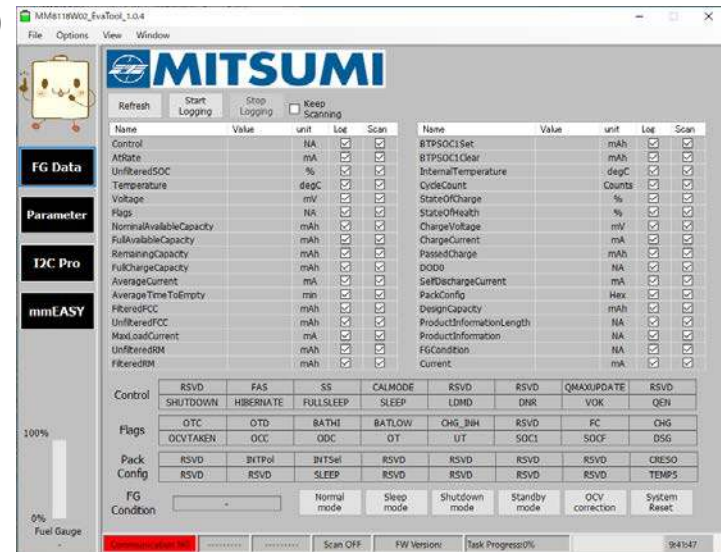 MM8118W02_EvaTool_1.0.4
File Options View Window
MITSUMI
Refresh Start Logging Stop Logging Keep Scanning
FG Data
Parameter
I2C Pro
mmEASY
Name Value unit Log Scan Name Value unit Log Scan
Control NA BTPSOC1Set mAh
AtRate mA BTPSOC1Clear mAh
UnfilteredSOC % InternalTemperature degC
Temperature degC CycleCount Counts
Voltage mV StateOfCharge %
Flags NA StateOfHealth %
NominalAvailableCapacity mAh ChargeVoltage mV
FullAvailableCapacity mAh ChargeCurrent mA
RemainingCapacity mAh PassedCharge mAh
FullChargeCapacity mAh DOD0 NA
AverageCurrent mA SelfDischargeCurrent mA
AverageTimeToEmpty min PackConfig Hex
FilteredFCC mAh DesignCapacity mAh
UnfilteredFCC mAh ProductInformationLength NA
MaxLoadCurrent mA ProductInformation NA
UnfilteredRM mAh FGCondition NA
FilteredRM mAh Current mA
Control RSVD FAS SS CALMODE RSVD RSVD QMAXUPDATE RSVD
SHUTDOWN HIBERNATE FULLSLEEP SLEEP LDMD DNR VOK QEN
Flags OTC OTD BATHI BATLOW CHG_INH RSVD FC CHG
OCVTAKEN OCC ODC OT UT SOC1 SOCF DSG
Pack Config RSVD INTPol INTSel RSVD RSVD RSVD RSVD CRESO
RSVD RSVD SLEEP RSVD RSVD RSVD RSVD TEMPS
FG Condition - Normal mode Sleep mode Shutdown mode Standby mode OCV correction System Reset
100%
0%
Fuel Gauge
-
Communication NG --------- --------- Scan OFF FW Version: Task Progress:0% 9:41:47